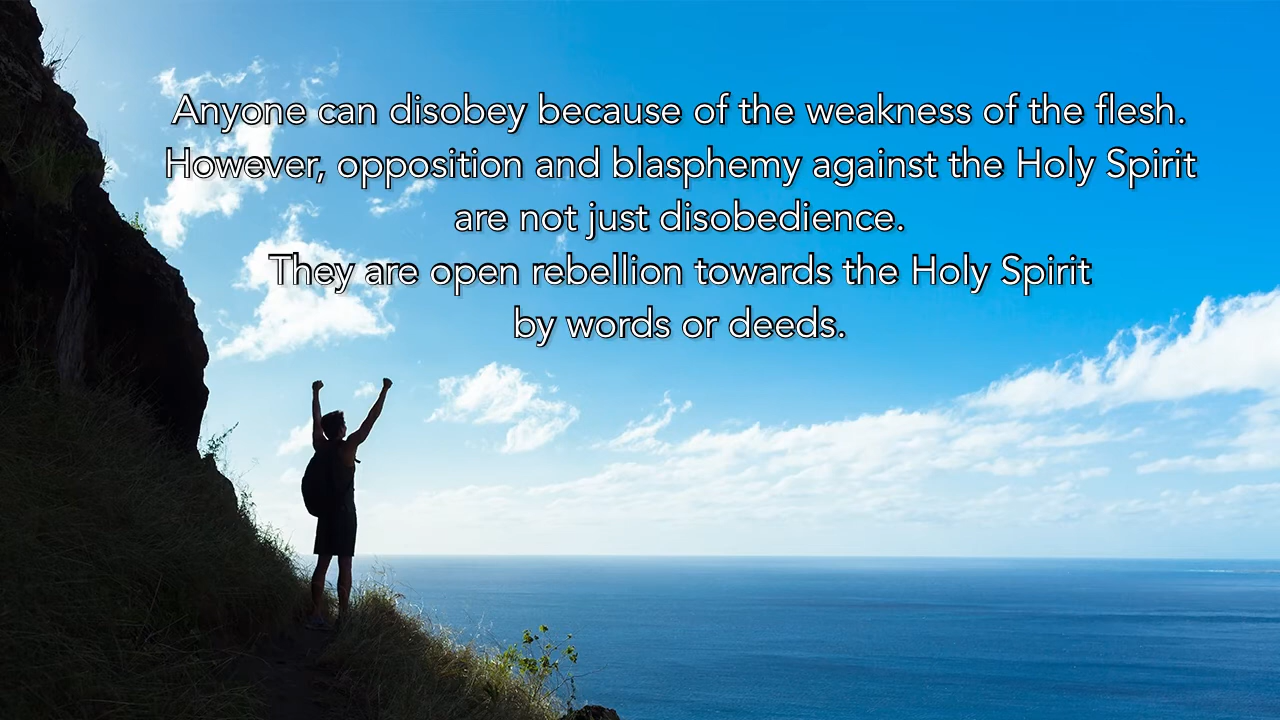 Anyone can disobey because of the weakness of the flesh.
However, opposition and blasphemy against the Holy Spirit
are not just disobedience.
They are open rebellion towards the Holy Spirit
by words or deeds.